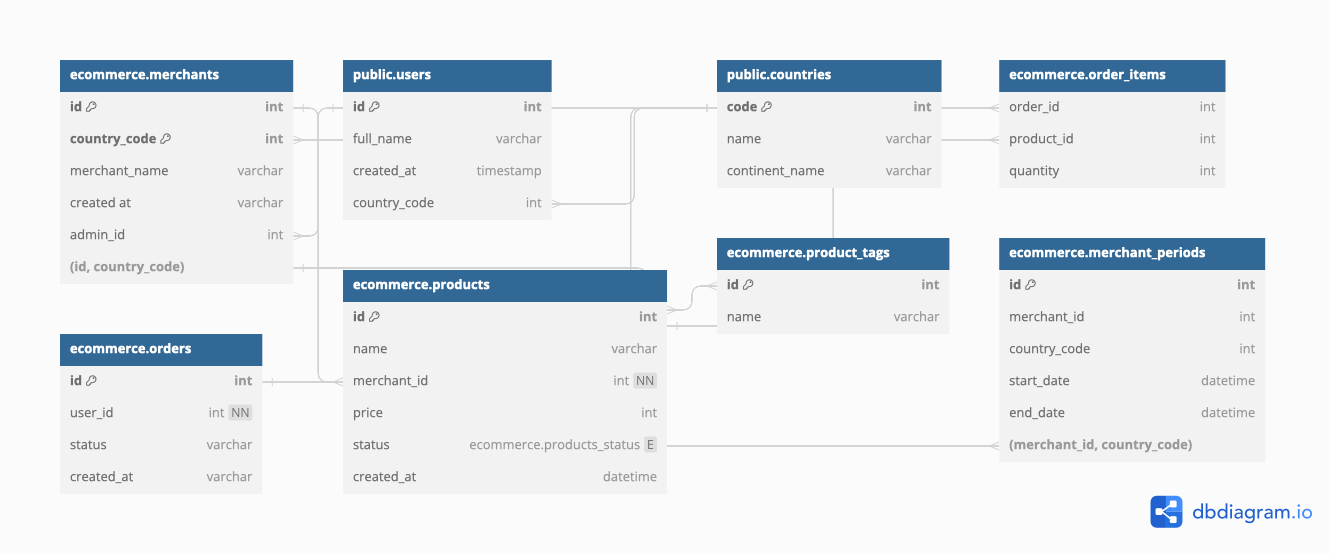 ecommerce.merchants
id int
country_code int
merchant_name varchar
created at varchar
admin_id int
(id, country_code)
public.users
id int
full_name varchar
created_at timestamp
country_code int
public.countries
code int
name varchar
continent_name varchar
ecommerce.order_items
order_id int
product_id int
quantity int
ecommerce.product_tags
id int
name varchar
ecommerce.merchant_periods
id int
merchant_id int
country_code int
start_date datetime
end_date datetime
(merchant_id, country_code)
ecommerce.products
id int
name varchar
merchant_id int NN
price int
status ecommerce.products_status E
created_at datetime
ecommerce.orders
id int
user_id int NN
status varchar
created_at varchar
dbdiagram.io